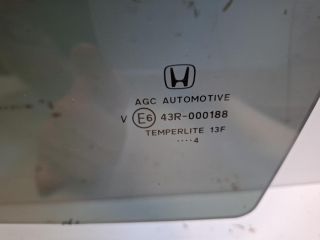 AGC AUTOMOTIVE
V E6 43R-000188
TEMPERLITE 13F
····4